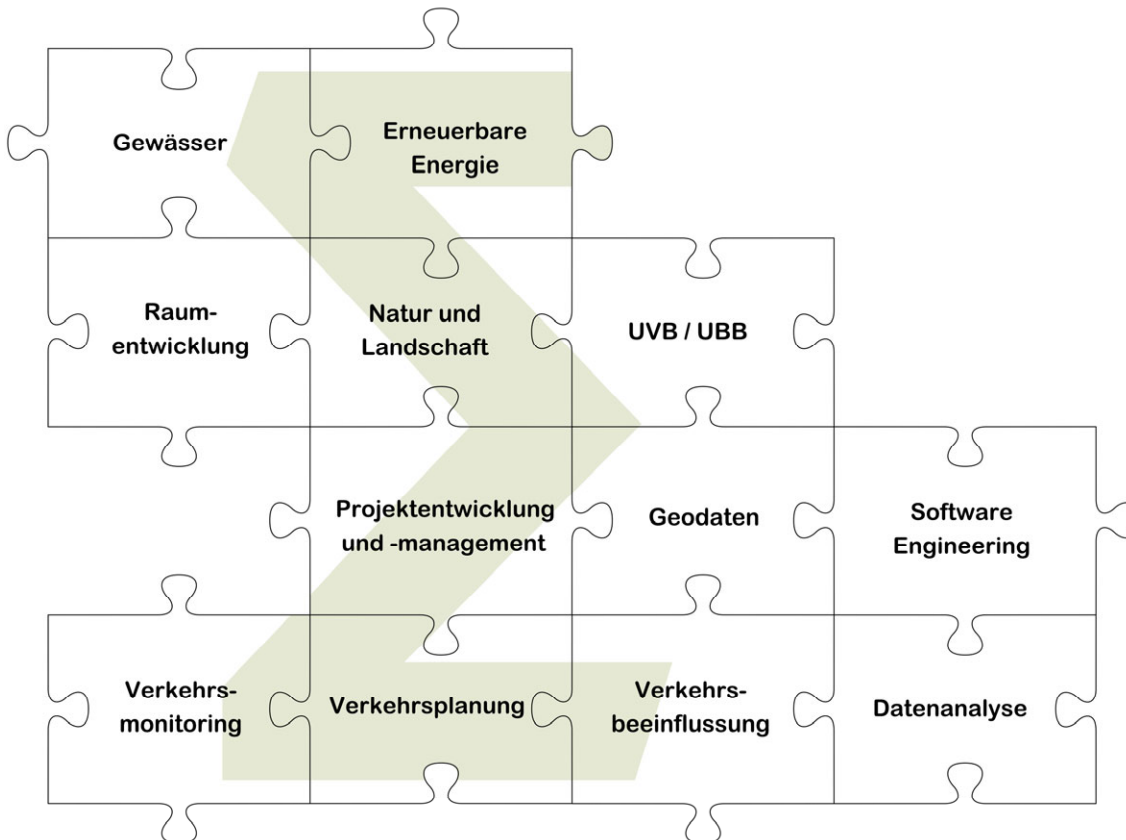 Gewässer
Erneuerbare
Energie
Raum-
entwicklung
Natur und
Landschaft
UVB / UBB
Projektentwicklung
und -management
Geodaten
Software
Engineering
Verkehrs-
monitoring
Verkehrsplanung
Verkehrs-
beeinflussung
Datenanalyse